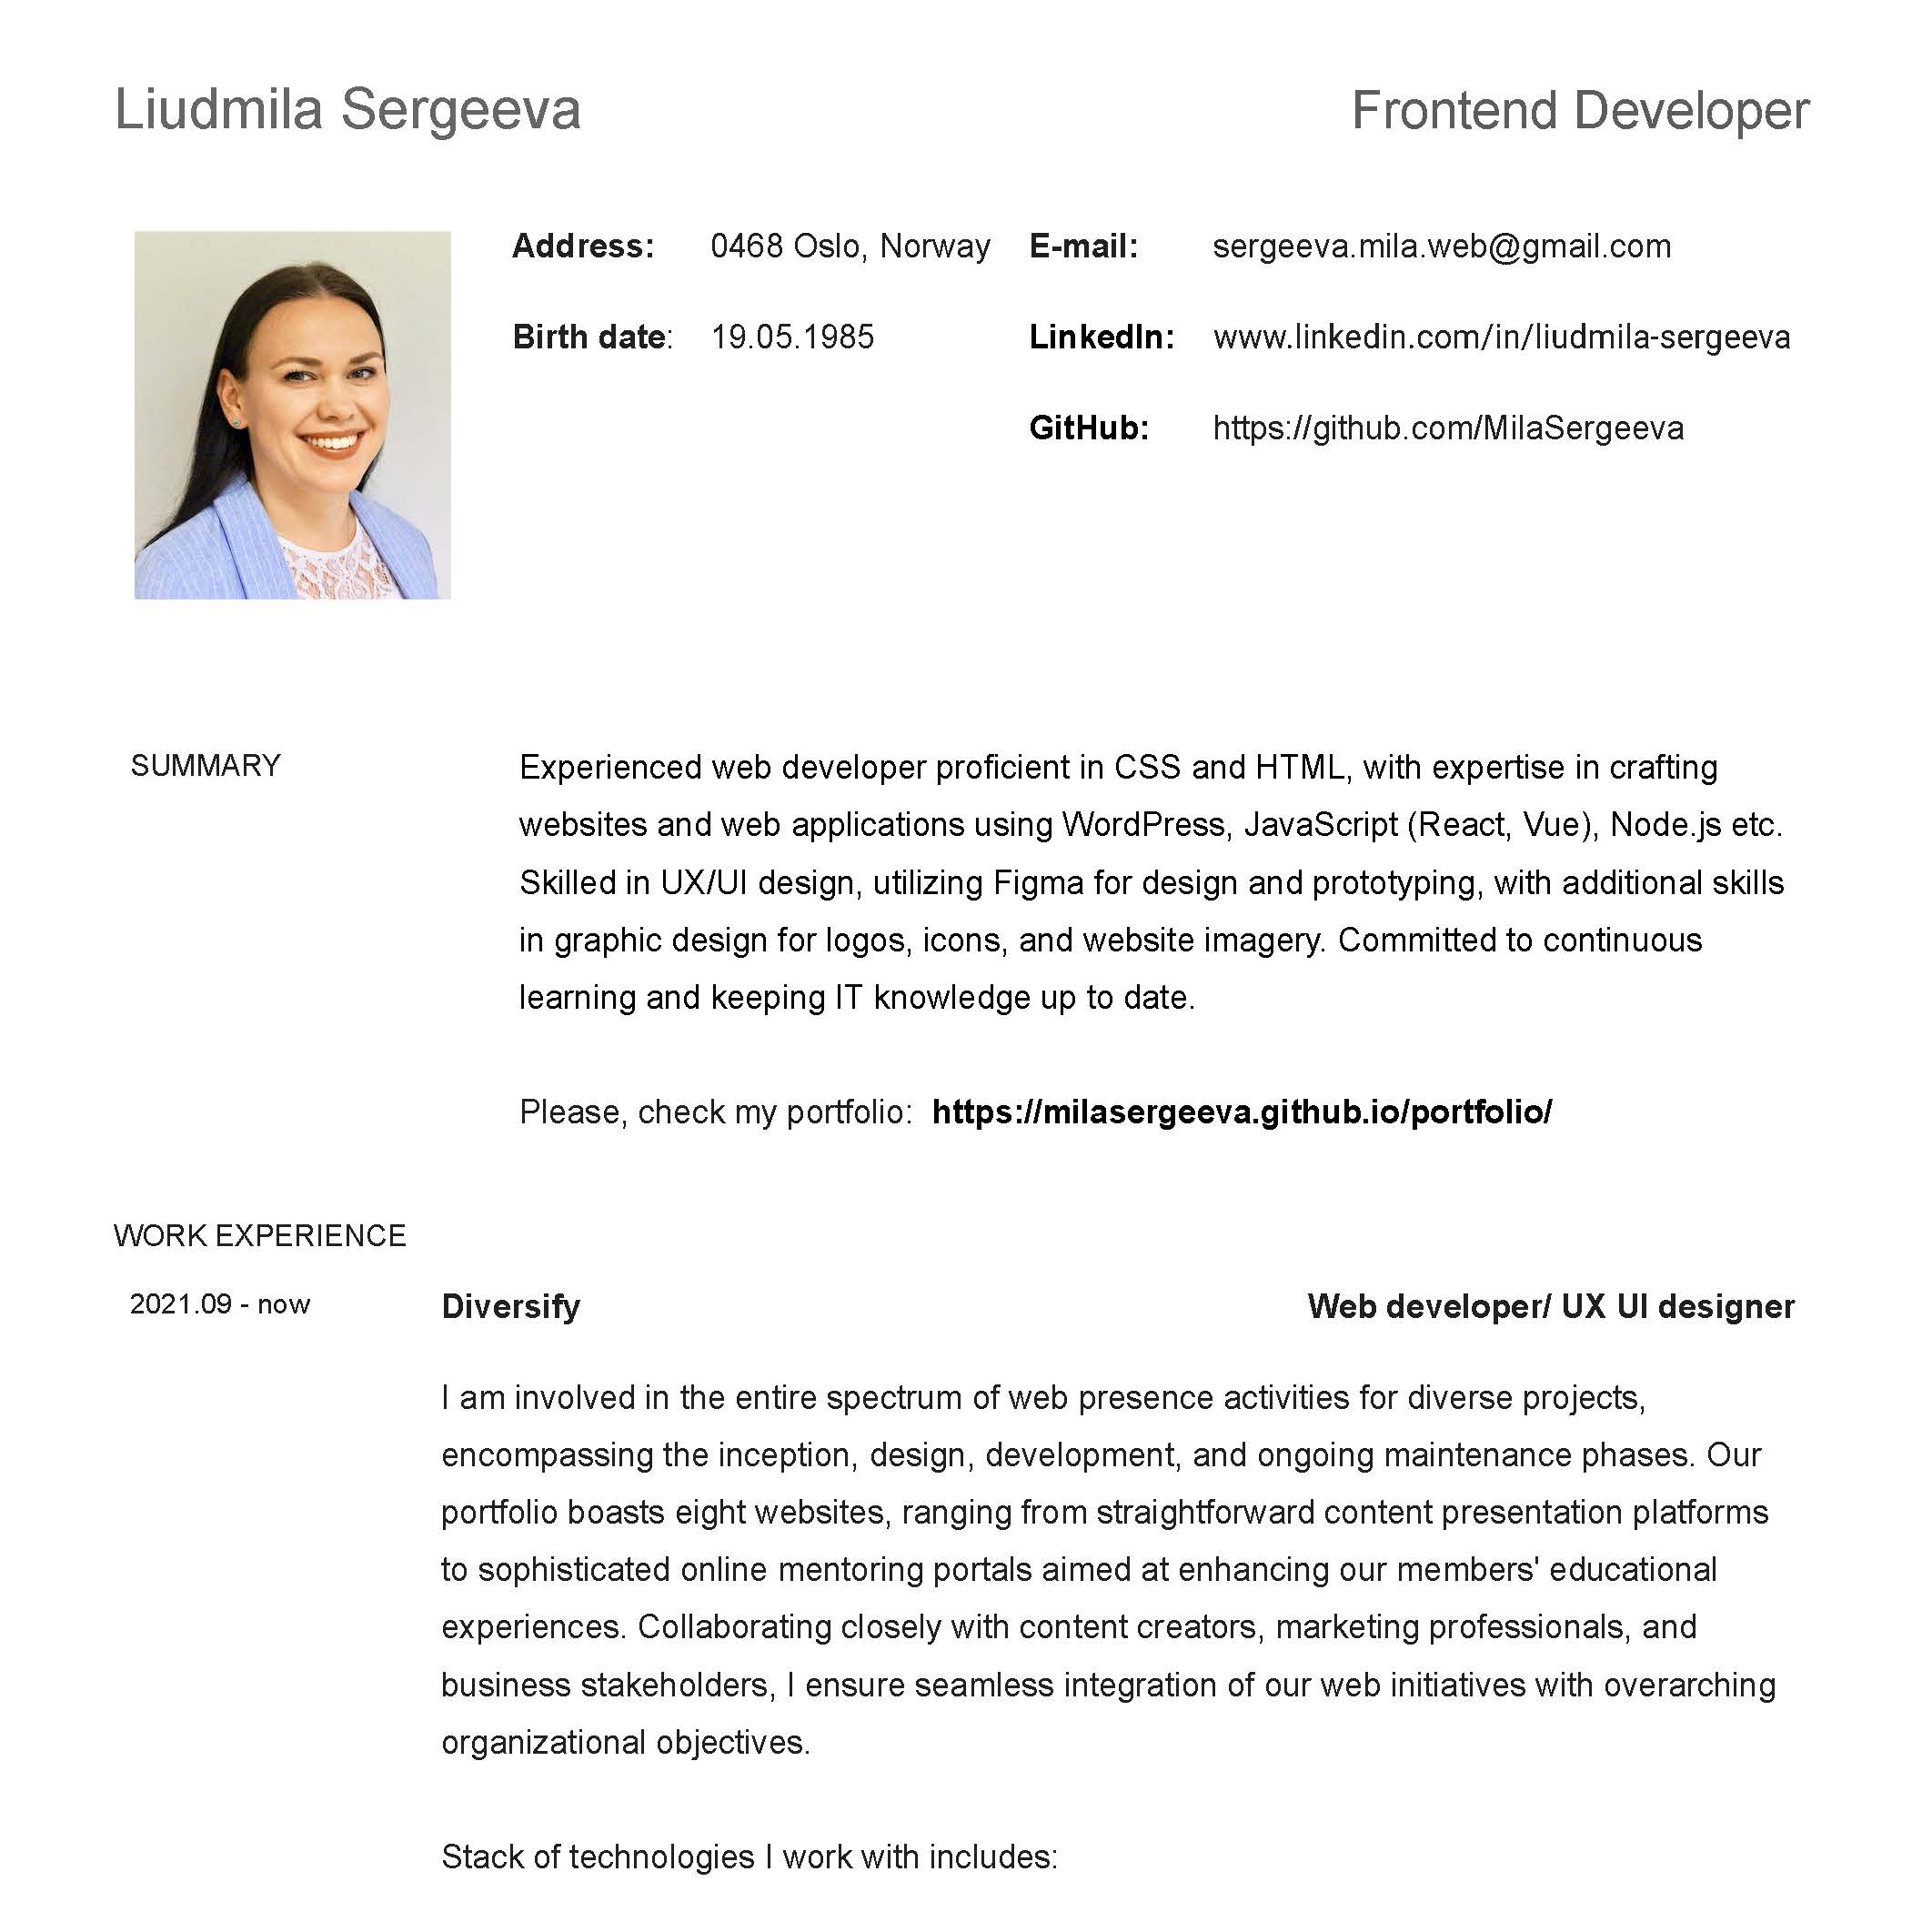 Liudmila Sergeeva Frontend Developer
Address: 0468 Oslo, Norway E-mail: sergeeva.mila.web@gmail.com
Birth date: 19.05.1985 LinkedIn: www.linkedin.com/in/liudmila-sergeeva
GitHub: https://github.com/MilaSergeeva
SUMMARY Experienced web developer proficient in CSS and HTML, with expertise in crafting
websites and web applications using WordPress, JavaScript (React, Vue), Node.js etc.
Skilled in UX/UI design, utilizing Figma for design and prototyping, with additional skills
in graphic design for logos, icons, and website imagery. Committed to continuous
learning and keeping IT knowledge up to date.
Please, check my portfolio: https://milasergeeva.github.io/portfolio/
WORK EXPERIENCE
2021.09 - now Diversify Web developer/ UX UI designer
I am involved in the entire spectrum of web presence activities for diverse projects,
encompassing the inception, design, development, and ongoing maintenance phases. Our
portfolio boasts eight websites, ranging from straightforward content presentation platforms
to sophisticated online mentoring portals aimed at enhancing our members' educational
experiences. Collaborating closely with content creators, marketing professionals, and
business stakeholders, I ensure seamless integration of our web initiatives with overarching
organizational objectives.
Stack of technologies I work with includes: